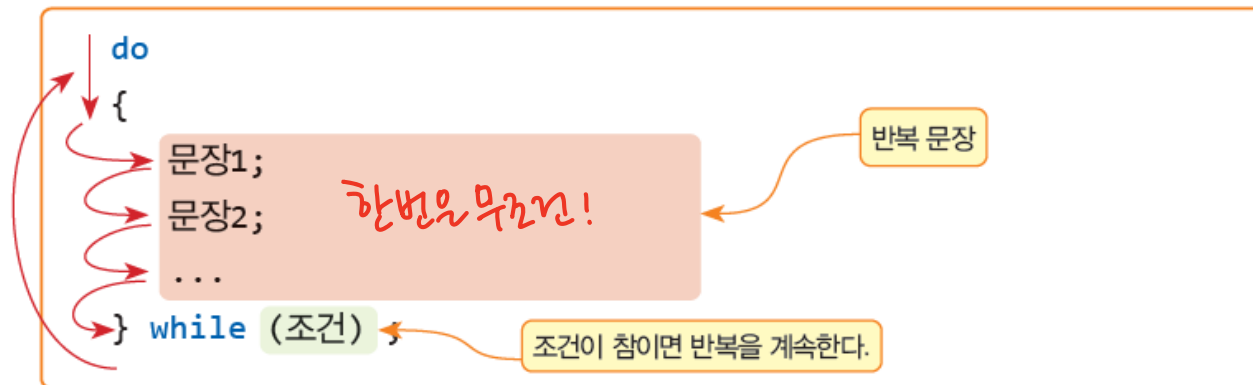 do
{
반복 문장
문장1;
문장2;
한번은 무조건!
...
} while (조건) ;
조건이 참이면 반복을 계속한다.